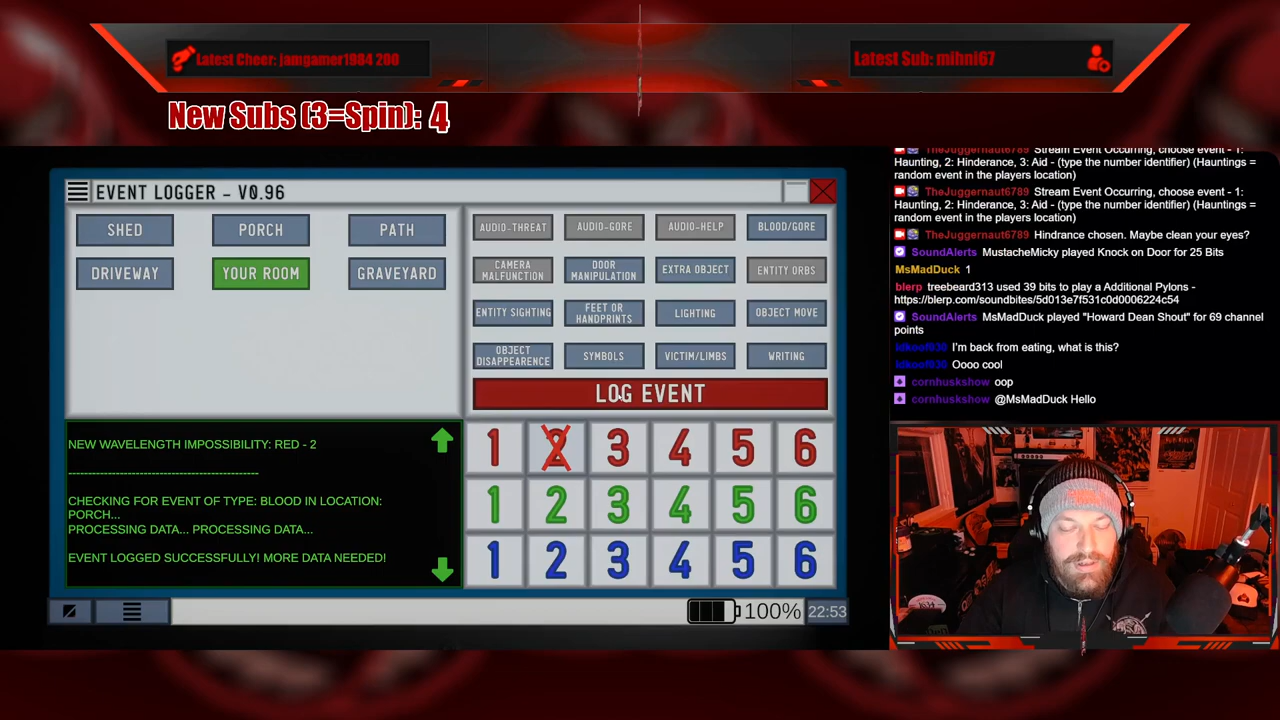 Latest Cheer: jamgamer1984 200
Latest Sub: mihni67
New Subs (3=Spin): 4
EVENT LOGGER - V0.96
SHED PORCH PATH
DRIVEWAY YOUR ROOM GRAVEYARD
AUDIO-THREAT AUDIO-GORE AUDIO-HELP BLOOD/GORE
CAMERA MALFUNCTION DOOR MANIPULATION EXTRA OBJECT ENTITY ORBS
ENTITY SIGHTING FEET OR HANDPRINTS LIGHTING OBJECT MOVE
OBJECT DISAPPEARENCE SYMBOLS VICTIM/LIMBS WRITING
LOG EVENT
NEW WAVELENGTH IMPOSSIBILITY: RED - 2
------------------------------------------------
CHECKING FOR EVENT OF TYPE: BLOOD IN LOCATION:
PORCH...
PROCESSING DATA... PROCESSING DATA...
EVENT LOGGED SUCCESSFULLY! MORE DATA NEEDED!
1 2 3 4 5 6
1 2 3 4 5 6
1 2 3 4 5 6
100% 22:53
TheJuggernaut6789 Stream Event Occurring, choose event - 1:
Haunting, 2: Hinderance, 3: Aid - (type the number identifier) (Hauntings =
random event in the players location)
TheJuggernaut6789 Stream Event Occurring, choose event - 1:
Haunting, 2: Hinderance, 3: Aid - (type the number identifier) (Hauntings =
random event in the players location)
TheJuggernaut6789 Hindrance chosen. Maybe clean your eyes?
SoundAlerts MustacheMicky played Knock on Door for 25 Bits
MsMadDuck 1
blerp treebeard313 used 39 bits to play a Additional Pylons -
https://blerp.com/soundbites/5d013e7f531c0d0006224c54
SoundAlerts MsMadDuck played "Howard Dean Shout" for 69 channel
points
I'm back from eating, what is this?
Oooo cool
cornhuskshow oop
cornhuskshow @MsMadDuck Hello